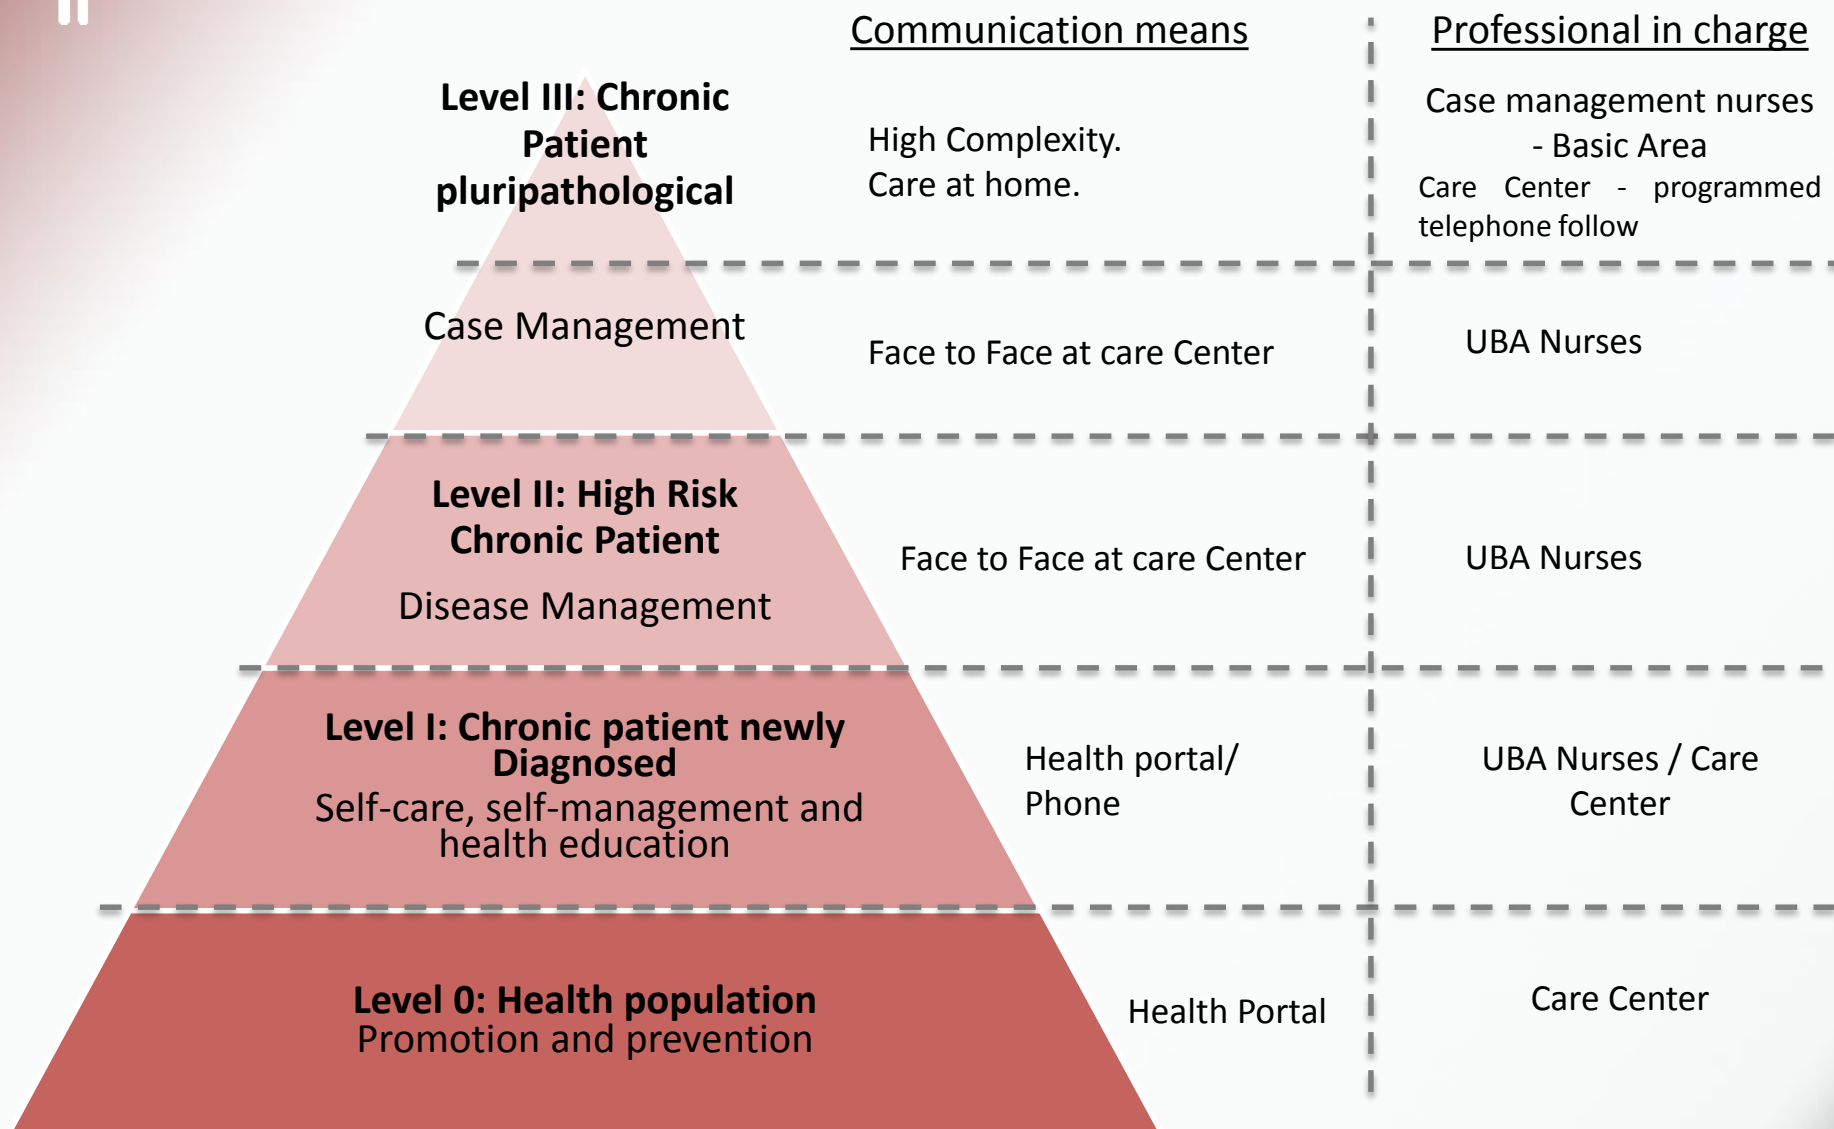 Communication means
Professional in charge
Level III: Chronic
Patient
pluripathological
High Complexity.
Care at home.
Case management nurses
- Basic Area
Care Center - programmed
telephone follow
Case Management
Face to Face at care Center
UBA Nurses
Level II: High Risk
Chronic Patient
Disease Management
Face to Face at care Center
UBA Nurses
Level I: Chronic patient newly
Diagnosed
Self-care, self-management and
health education
Health portal/
Phone
UBA Nurses / Care
Center
Level 0: Health population
Promotion and prevention
Health Portal
Care Center